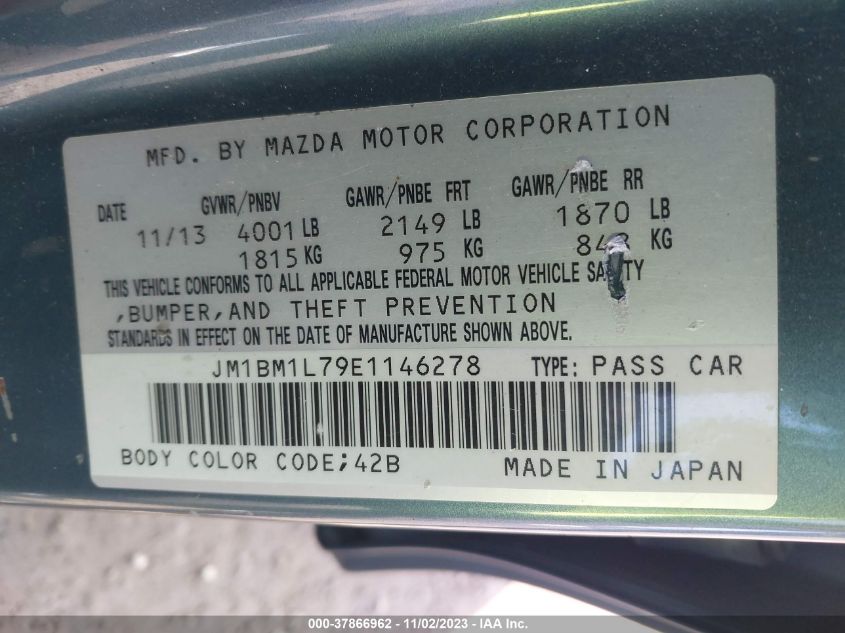 MFD. BY MAZDA MOTOR CORPORATION
DATE GVWR/PNBV GAWR/PNBE FRT GAWR/PNBE RR
11/13 4001 LB 2149 LB 1870 LB
1815 KG 975 KG KG
THIS VEHICLE CONFORMS TO ALL APPLICABLE FEDERAL MOTOR VEHICLE SAFETY
,BUMPER,AND THEFT PREVENTION
STANDARDS IN EFFECT ON THE DATE OF MANUFACTURE SHOWN ABOVE.
JM1BM1L79E1146278 TYPE: PASS CAR
BODY COLOR CODE;42B MADE IN JAPAN
000-37866962 - 11/02/2023 - IAAI.com